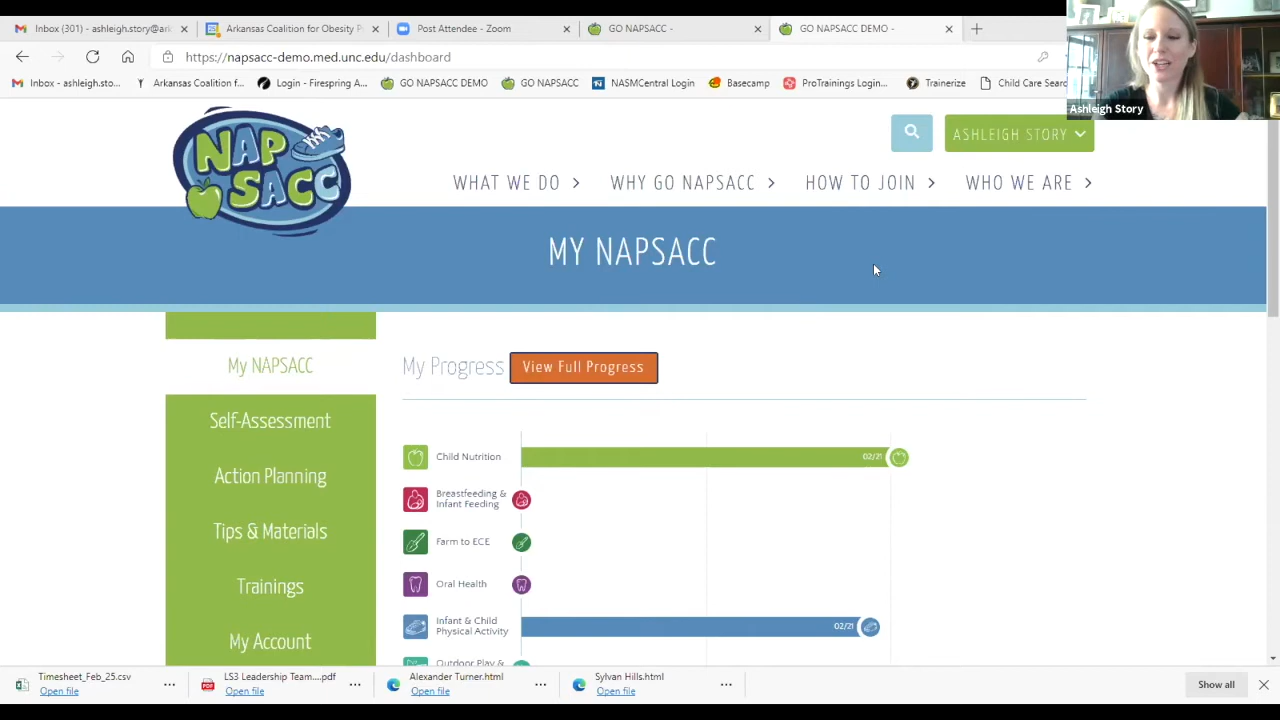 Inbox (301) - ashleigh.story@ark
Arkansas Coalition for Obesity P
Post Attendee - Zoom
GO NAPSACC -
GO NAPSACC DEMO -
https://napsacc-demo.med.unc.edu/dashboard
Inbox - ashleigh.sto...
Arkansas Coalition f...
Login - Firespring A...
GO NAPSACC DEMO
GO NAPSACC
NASMCentral Login
Basecamp
ProTrainings Login...
Trainerize
Child Care Sear
Ashleigh Story
NAP
SACC
ASHLEIGH STORY
WHAT WE DO
WHY GO NAPSACC
HOW TO JOIN
WHO WE ARE
MY NAPSACC
My NAPSACC
Self-Assessment
Action Planning
Tips & Materials
Trainings
My Account
My Progress
View Full Progress
Child Nutrition
02/21
Breastfeeding &
Infant Feeding
Farm to ECE
Oral Health
Infant & Child
Physical Activity
02/21
Outdoor Play &
Timesheet_Feb_25.csv
Open file
LS3 Leadership Team....pdf
Open file
Alexander Turner.html
Open file
Sylvan Hills.html
Open file
Show all